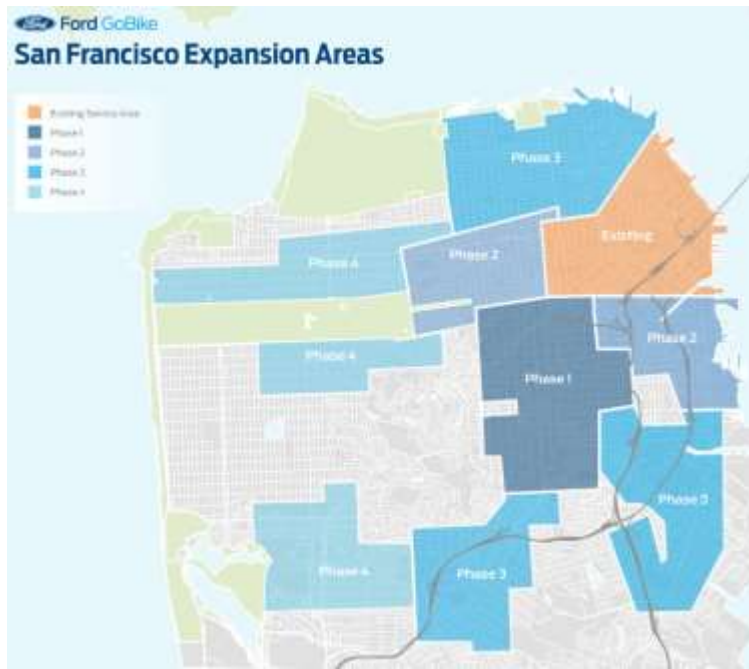 Ford GoBike
San Francisco Expansion Areas
Existing Service Area
Phase 1
Phase 2
Phase 3
Phase 4
Phase 3
Existing
Phase 2
Phase 4
Phase 2
Phase 4
Phase 1
Phase 3
Phase 4
Phase 3